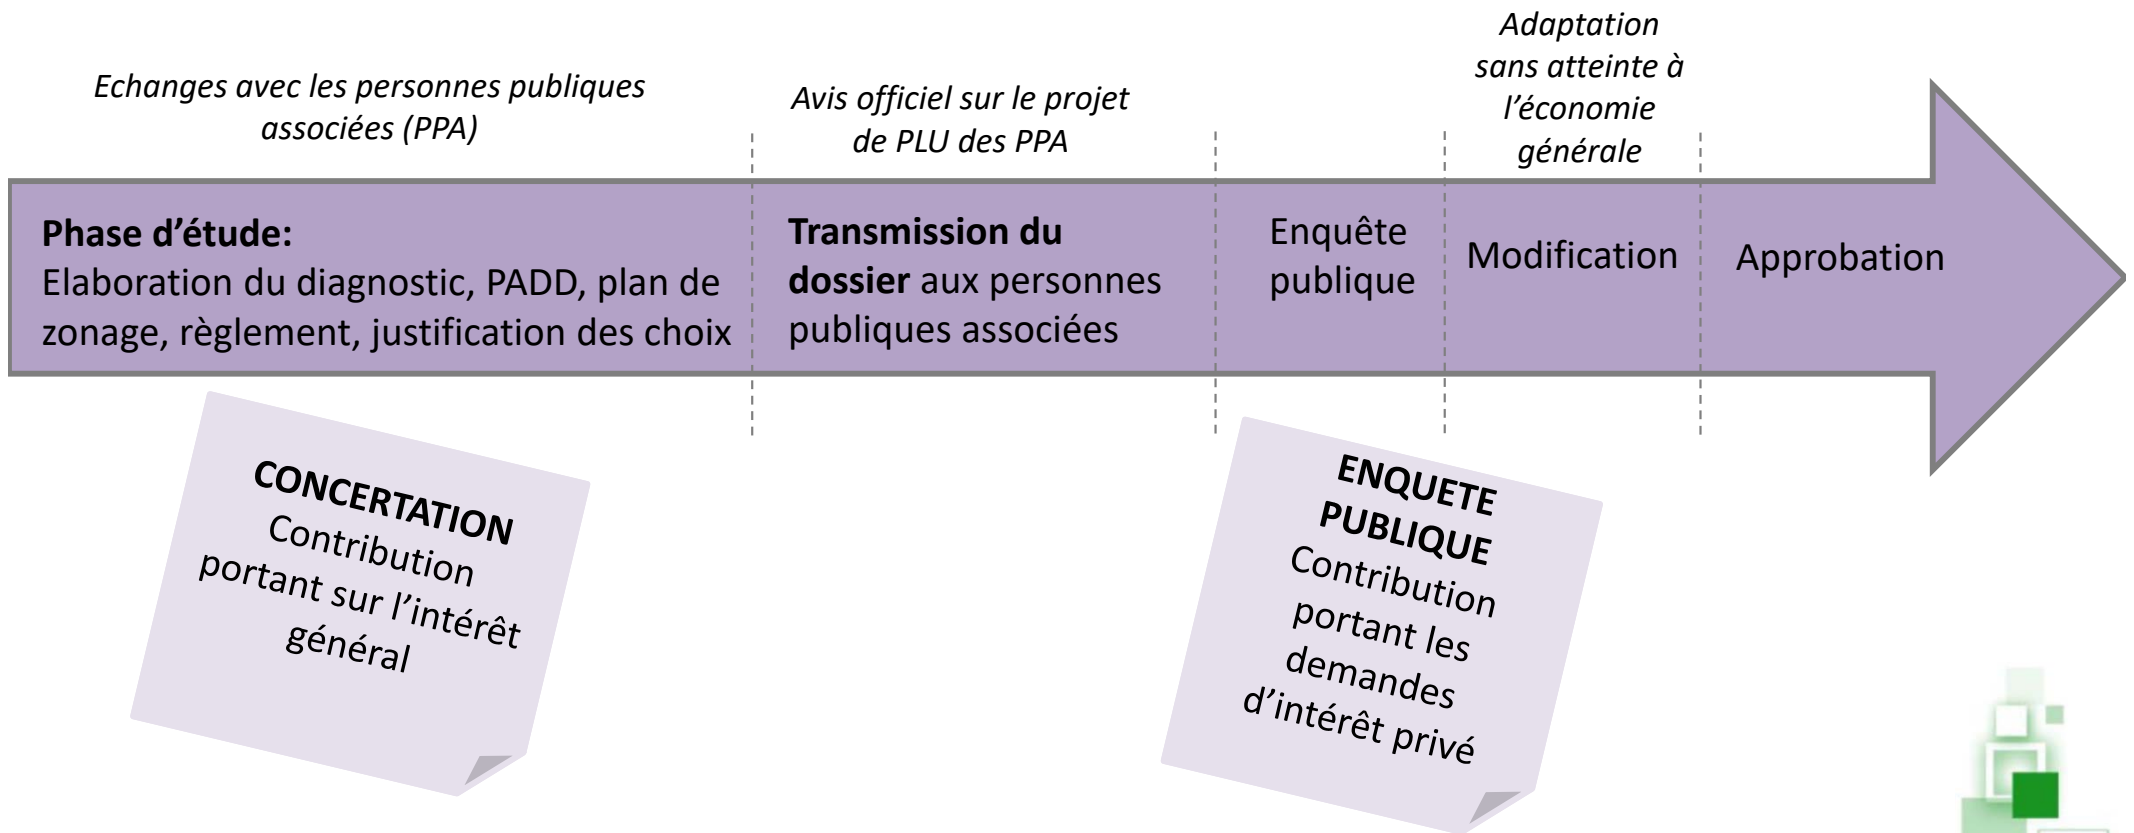 Echanges avec les personnes publiques
associées (PPA)
Avis officiel sur le projet
de PLU des PPA
Adaptation
sans atteinte à
l’économie
générale
Phase d’étude:
Elaboration du diagnostic, PADD, plan de
zonage, règlement, justification des choix
Transmission du
dossier aux personnes
publiques associées
Enquête
publique
Modification
Approbation
CONCERTATION
Contribution
portant sur l’intérêt
général
ENQUETE
PUBLIQUE
Contribution
portant les
demandes
d’intérêt privé